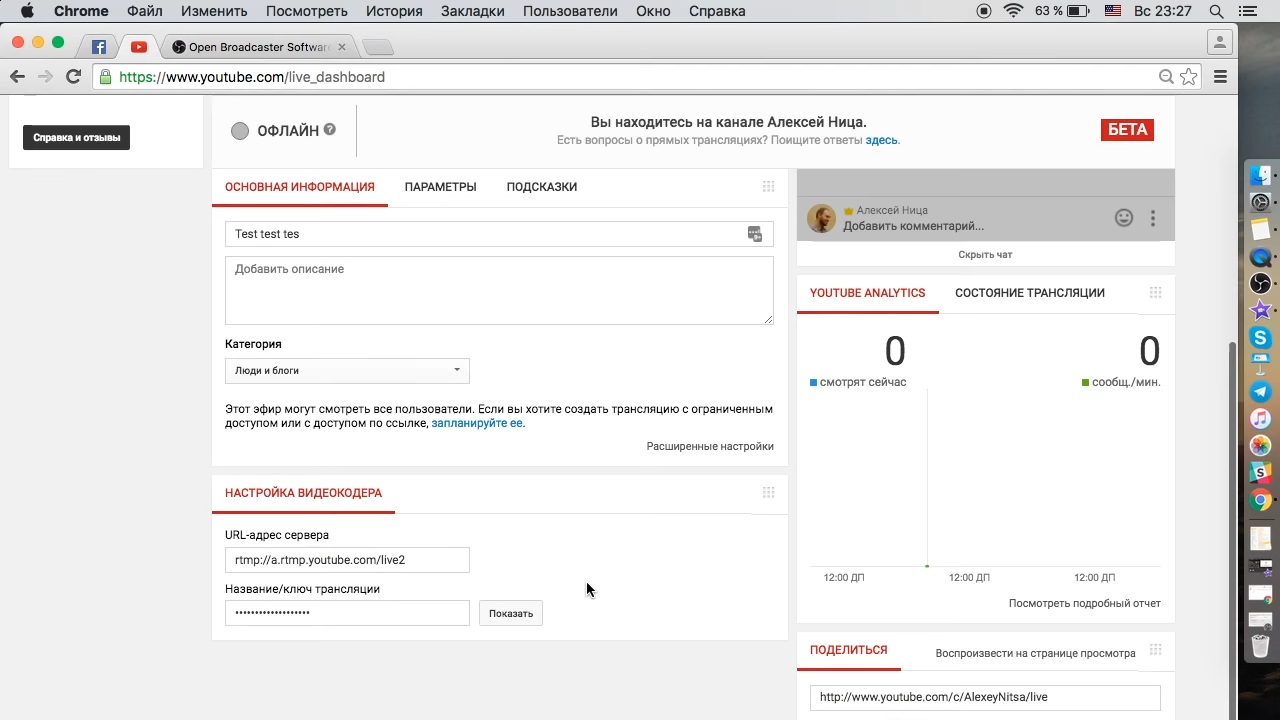 Chrome Файл Изменить Посмотреть История Закладки Пользователи Окно Справка 63 % Вс 23:27
Open Broadcaster Softwar
https://www.youtube.com/live_dashboard
Справка и отзывы
ОФЛАЙН ?
Вы находитесь на канале Алексей Ница.
Есть вопросы о прямых трансляциях? Поищите ответы здесь.
БЕТА
ОСНОВНАЯ ИНФОРМАЦИЯ ПАРАМЕТРЫ ПОДСКАЗКИ
Test test tes
Добавить описание
Категория
Люди и блоги
Этот эфир могут смотреть все пользователи. Если вы хотите создать трансляцию с ограниченным
доступом или с доступом по ссылке, запланируйте ее.
Расширенные настройки
НАСТРОЙКА ВИДЕОКОДЕРА
URL-адрес сервера
rtmp://a.rtmp.youtube.com/live2
Название/ключ трансляции
••••••••••••••••••• Показать
Алексей Ница
Добавить комментарий...
Скрыть чат
YOUTUBE ANALYTICS СОСТОЯНИЕ ТРАНСЛЯЦИИ
0 0
смотрят сейчас сообщ./мин.
12:00 ДП 12:00 ДП 12:00 ДП
Посмотреть подробный отчет
ПОДЕЛИТЬСЯ Воспроизвести на странице просмотра
http://www.youtube.com/c/AlexeyNitsa/live